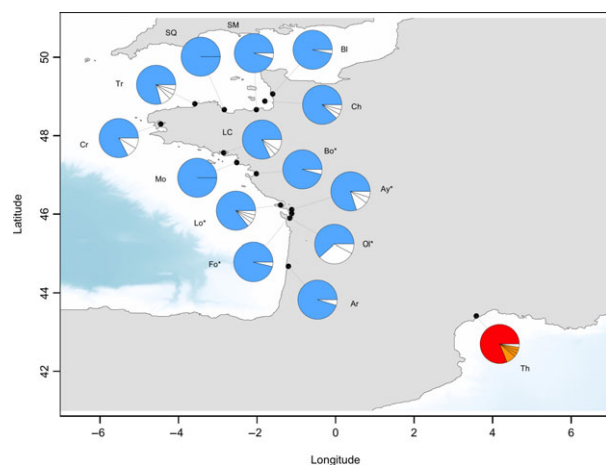 SM
SQ
Bl
Tr
Ch
LC
Cr
Bo*
Mo
Ay*
Lo*
Ol*
Fo*
Ar
Th
50
48
46
44
42
Latitude
−6
−4
−2
0
2
4
6
Longitude